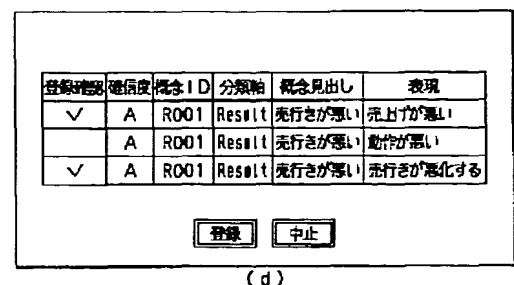 登録確認 確信度 概念ID 分類軸 概念見出し 表現
✓ A R001 Result 売行きが悪い 売上げが悪い
A R001 Result 売行きが悪い 動作が悪い
✓ A R001 Result 売行きが悪い 売行きが悪化する
登録 中止
(d)